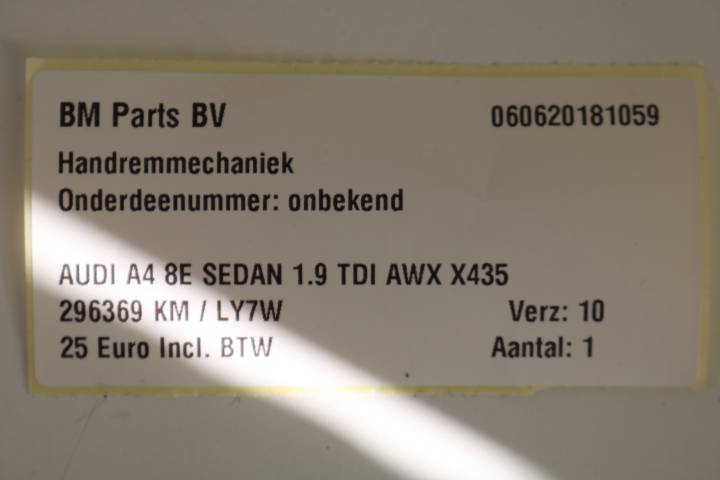 BM Parts BV 060620181059
Handremmechaniek
Onderdeenummer: onbekend
AUDI A4 8E SEDAN 1.9 TDI AWX X435
296369 KM / LY7W Verz: 10
25 Euro Incl. BTW Aantal: 1